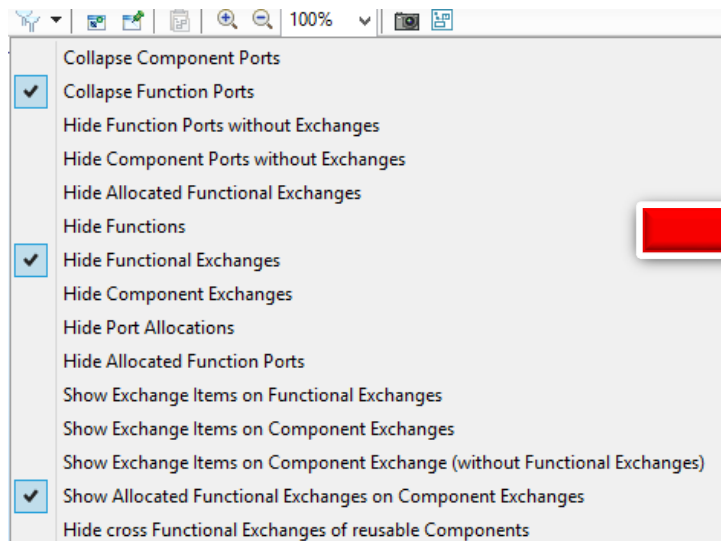 100%
Collapse Component Ports
Collapse Function Ports
Hide Function Ports without Exchanges
Hide Component Ports without Exchanges
Hide Allocated Functional Exchanges
Hide Functions
Hide Functional Exchanges
Hide Component Exchanges
Hide Port Allocations
Hide Allocated Function Ports
Show Exchange Items on Functional Exchanges
Show Exchange Items on Component Exchanges
Show Exchange Items on Component Exchange (without Functional Exchanges)
Show Allocated Functional Exchanges on Component Exchanges
Hide cross Functional Exchanges of reusable Components